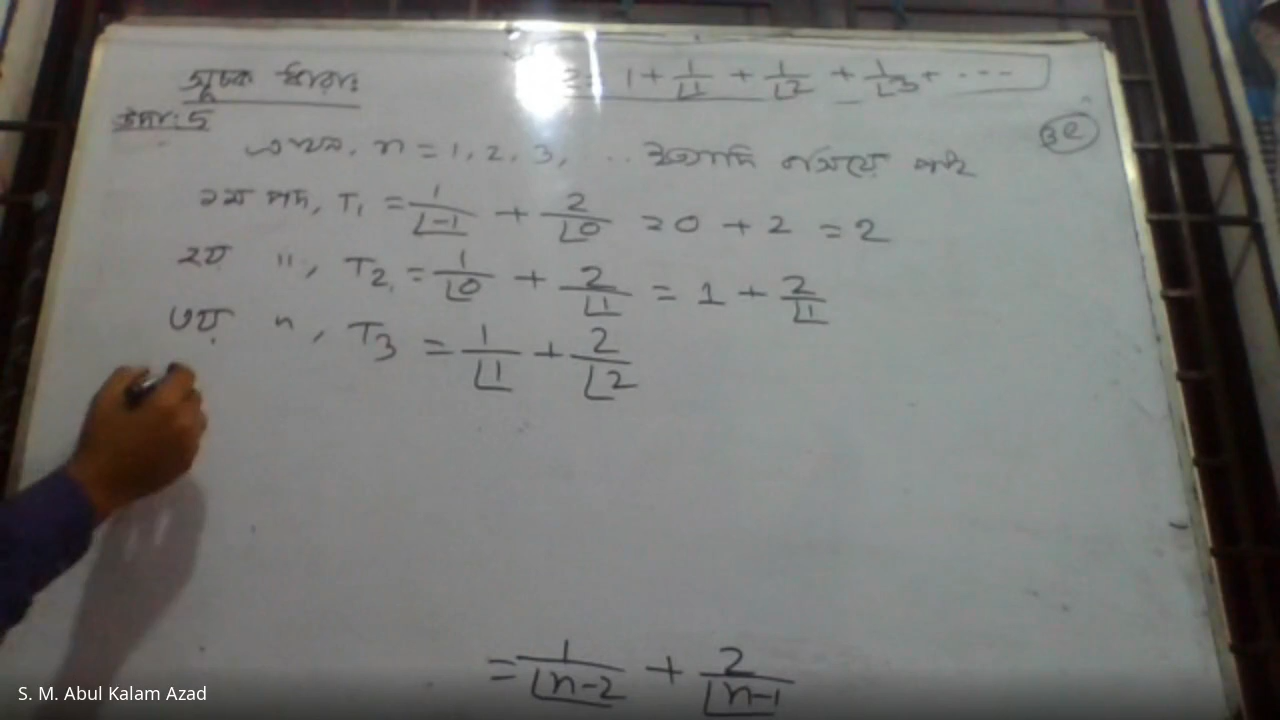 সূচক ধারাঃ
e = 1 + 1/⌊1 + 1/⌊2 + 1/⌊3 + ...
উদাঃ 5
এখন, n = 1, 2, 3, ... ইত্যাদি বসিয়ে পাই
১ম পদ, T₁ = 1/⌊-1 + 2/⌊0 = 0 + 2 = 2
২য় ", T₂ = 1/⌊0 + 2/⌊1 = 1 + 2/⌊1
৩য় ", T₃ = 1/⌊1 + 2/⌊2
= 1/⌊n-2 + 2/⌊n-1
S. M. Abul Kalam Azad